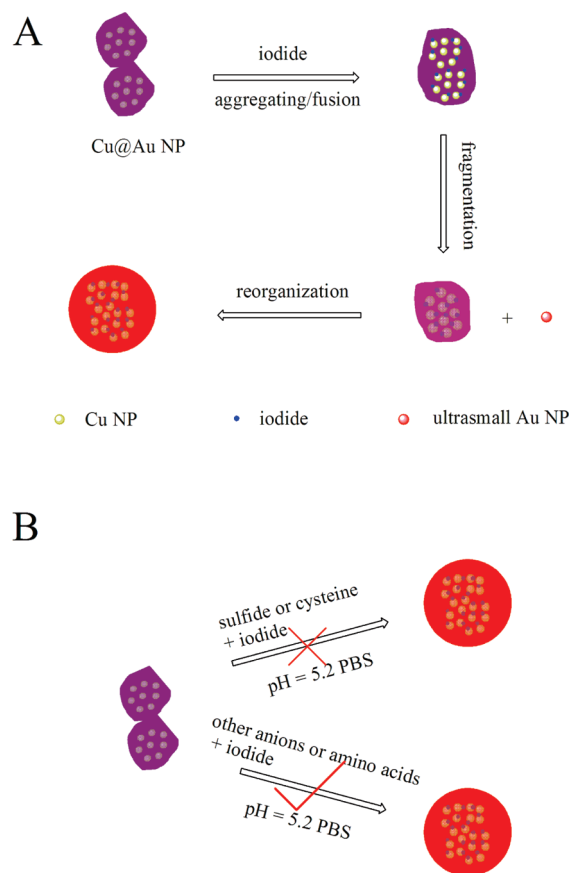 A
iodide
aggregating/fusion
Cu@Au NP
fragmentation
reorganization
+
Cu NP
iodide
ultrasmall Au NP
B
sulfide or cysteine
+ iodide
pH = 5.2 PBS
other anions or amino acids
+ iodide
pH = 5.2 PBS